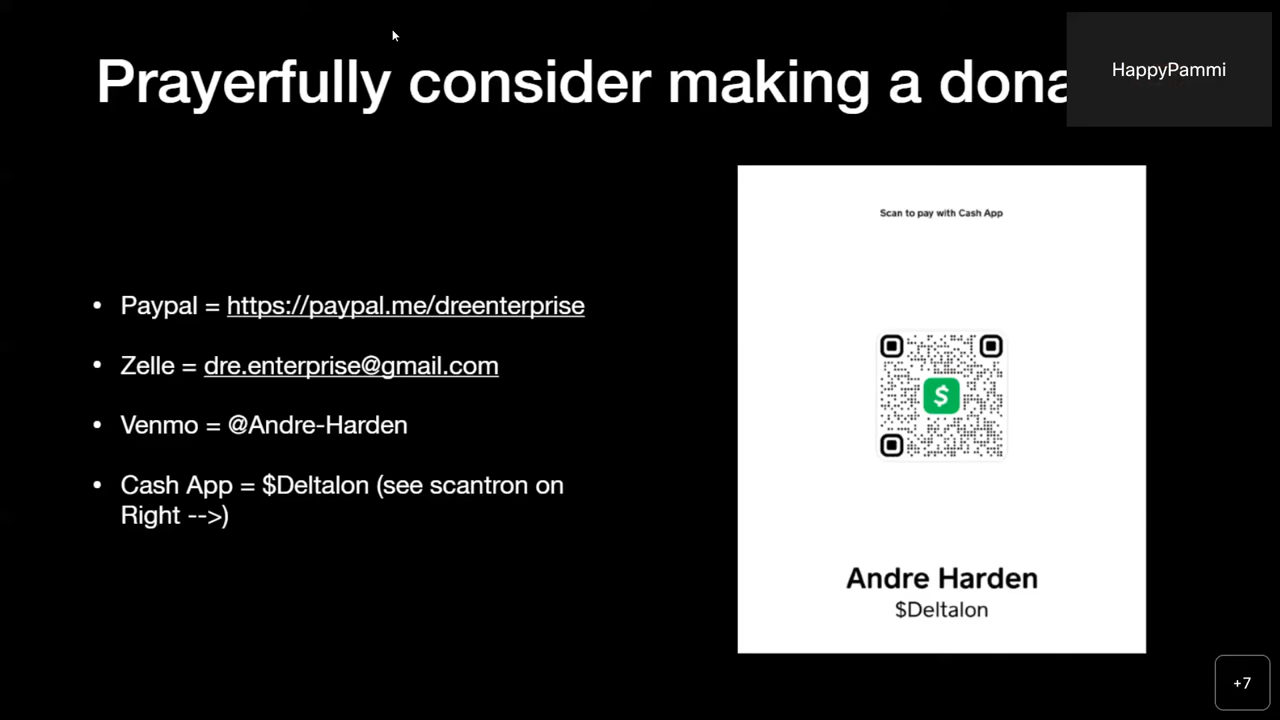 Prayerfully consider making a dona
HappyPammi
Scan to pay with Cash App
• Paypal = https://paypal.me/dreenterprise
• Zelle = dre.enterprise@gmail.com
• Venmo = @Andre-Harden
• Cash App = $Deltalon (see scantron on
Right -->)
$
Andre Harden
$Deltalon
+7